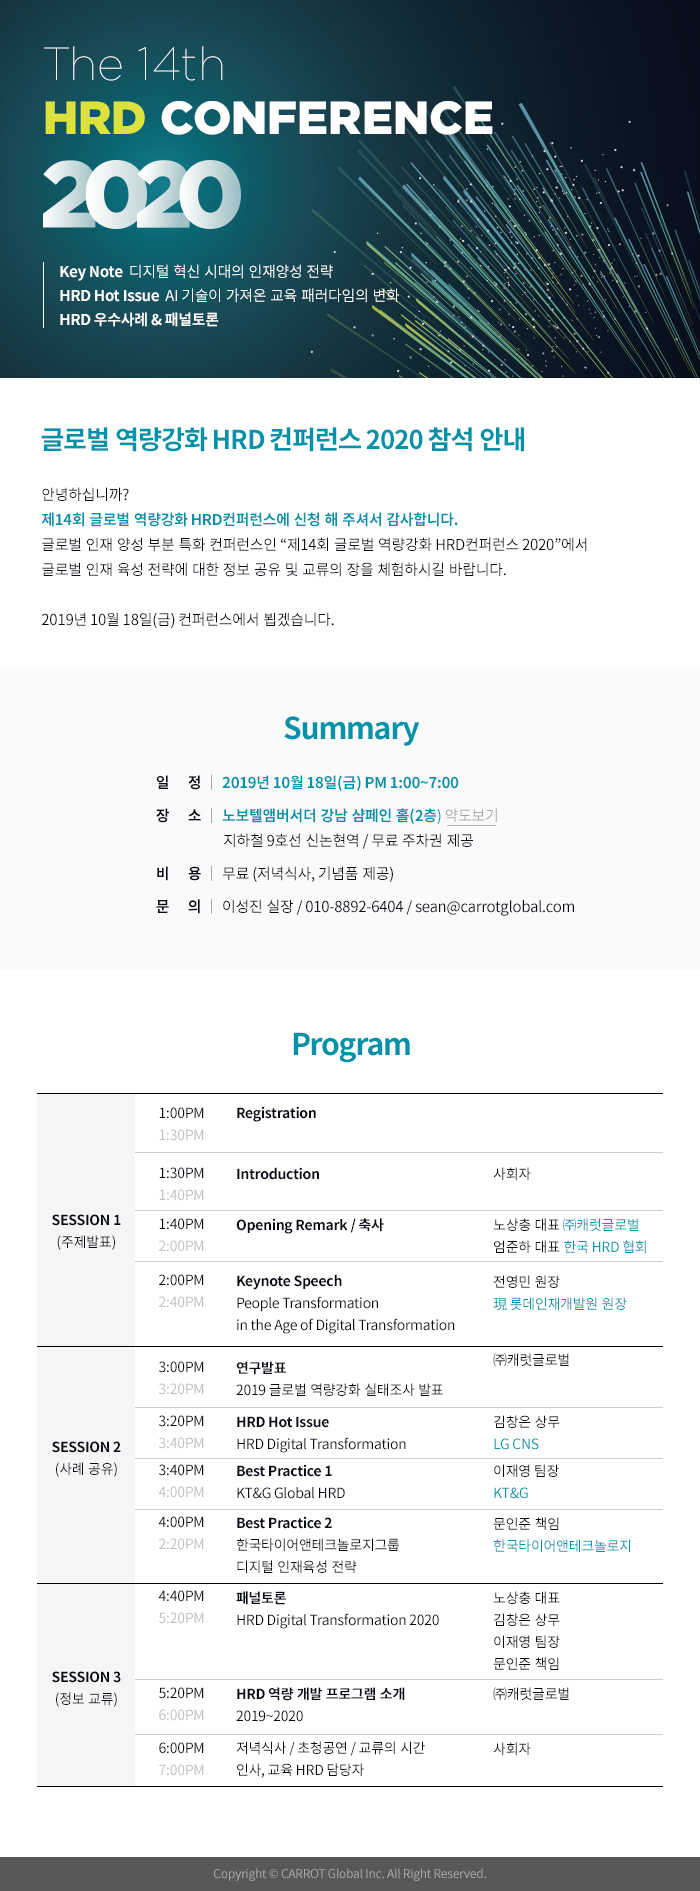 The 14th
HRD CONFERENCE
2020
Key Note 디지털 혁신 시대의 인재양성 전략
HRD Hot Issue AI 기술이 가져온 교육 패러다임의 변화
HRD 우수사례 & 패널토론
글로벌 역량강화 HRD 컨퍼런스 2020 참석 안내
안녕하십니까?
제14회 글로벌 역량강화 HRD컨퍼런스에 신청 해 주셔서 감사합니다.
글로벌 인재 양성 부분 특화 컨퍼런스인 “제14회 글로벌 역량강화 HRD컨퍼런스 2020”에서
글로벌 인재 육성 전략에 대한 정보 공유 및 교류의 장을 체험하시길 바랍니다.
2019년 10월 18일(금) 컨퍼런스에서 뵙겠습니다.
Summary
일 정 | 2019년 10월 18일(금) PM 1:00~7:00
장 소 | 노보텔앰버서더 강남 샴페인 홀(2층) 약도보기
지하철 9호선 신논현역 / 무료 주차권 제공
비 용 | 무료 (저녁식사, 기념품 제공)
문 의 | 이성진 실장 / 010-8892-6404 / sean@carrotglobal.com
Program
SESSION 1
(주제발표)
1:00PM Registration
1:30PM
1:30PM Introduction 사회자
1:40PM
1:40PM Opening Remark / 축사 노상충 대표 ㈜캐럿글로벌
2:00PM 엄준하 대표 한국 HRD 협회
2:00PM Keynote Speech 전영민 원장
2:40PM People Transformation 現 롯데인재개발원 원장
in the Age of Digital Transformation
SESSION 2
(사례 공유)
3:00PM 연구발표 ㈜캐럿글로벌
3:20PM 2019 글로벌 역량강화 실태조사 발표
3:20PM HRD Hot Issue 김창은 상무
3:40PM HRD Digital Transformation LG CNS
3:40PM Best Practice 1 이재영 팀장
4:00PM KT&G Global HRD KT&G
4:00PM Best Practice 2 문인준 책임
2:20PM 한국타이어앤테크놀로지그룹 한국타이어앤테크놀로지
디지털 인재육성 전략
SESSION 3
(정보 교류)
4:40PM 패널토론 노상충 대표
5:20PM HRD Digital Transformation 2020 김창은 상무
이재영 팀장
문인준 책임
5:20PM HRD 역량 개발 프로그램 소개 ㈜캐럿글로벌
6:00PM 2019~2020
6:00PM 저녁식사 / 초청공연 / 교류의 시간 사회자
7:00PM 인사, 교육 HRD 담당자
Copyright © CARROT Global Inc. All Right Reserved.